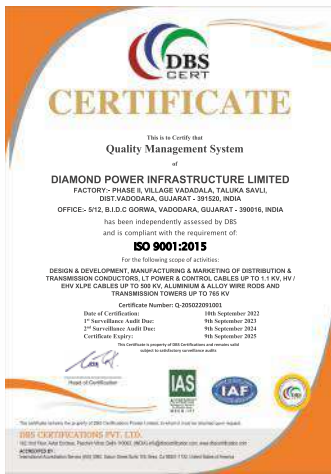 DBS
CERT
CERTIFICATE
This is to Certify that
Quality Management System
of
DIAMOND POWER INFRASTRUCTURE LIMITED
FACTORY:- PHASE II, VILLAGE VADADALA, TALUKA SAVLI,
DIST.VADODARA, GUJARAT - 391520, INDIA
OFFICE:- 5/12, B.I.D.C GORWA, VADODARA, GUJARAT - 390016, INDIA
has been independently assessed by DBS
and is compliant with the requirement of:
ISO 9001:2015
For the following scope of activities:
DESIGN & DEVELOPMENT, MANUFACTURING & MARKETING OF DISTRIBUTION &
TRANSMISSION CONDUCTORS, LT POWER & CONTROL CABLES UP TO 1.1 KV, HV /
EHV XLPE CABLES UP TO 500 KV, ALUMINIUM & ALLOY WIRE RODS AND
TRANSMISSION TOWERS UP TO 765 KV
Certificate Number: Q-205022091001
Date of Certification: 10th September 2022
1st Surveillance Audit Due: 9th September 2023
2nd Surveillance Audit Due: 9th September 2024
Certificate Expiry: 9th September 2025
This Certificate is property of DBS Certifications and remains valid
subject to satisfactory surveillance audits
Head of Certification
IAS
ACCREDITED
IAF
DBS CERTIFICATIONS PVT. LTD.
ACCREDITED BY: